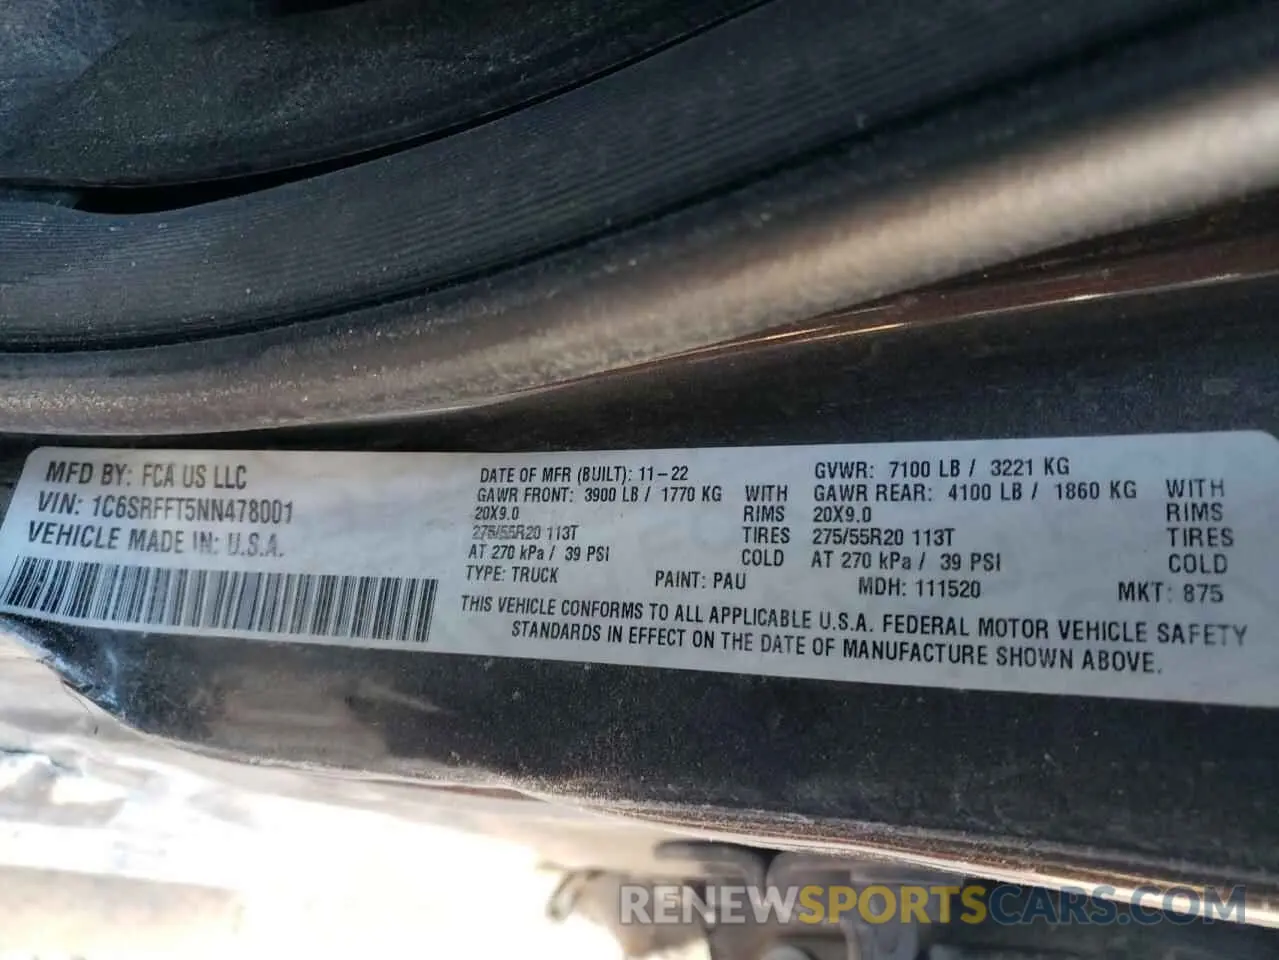 MFD BY: FCA US LLC
VIN: 1C6SRFFT5NN478001
VEHICLE MADE IN: U.S.A.
DATE OF MFR (BUILT): 11-22
GAWR FRONT: 3900 LB / 1770 KG WITH
20X9.0 RIMS
275/55R20 113T TIRES
AT 270 kPa / 39 PSI COLD
GVWR: 7100 LB / 3221 KG
GAWR REAR: 4100 LB / 1860 KG WITH
20X9.0 RIMS
275/55R20 113T TIRES
AT 270 kPa / 39 PSI COLD
TYPE: TRUCK PAINT: PAU MDH: 111520 MKT: 875
THIS VEHICLE CONFORMS TO ALL APPLICABLE U.S.A. FEDERAL MOTOR VEHICLE SAFETY
STANDARDS IN EFFECT ON THE DATE OF MANUFACTURE SHOWN ABOVE.
RENEWSPORTSCARS.COM